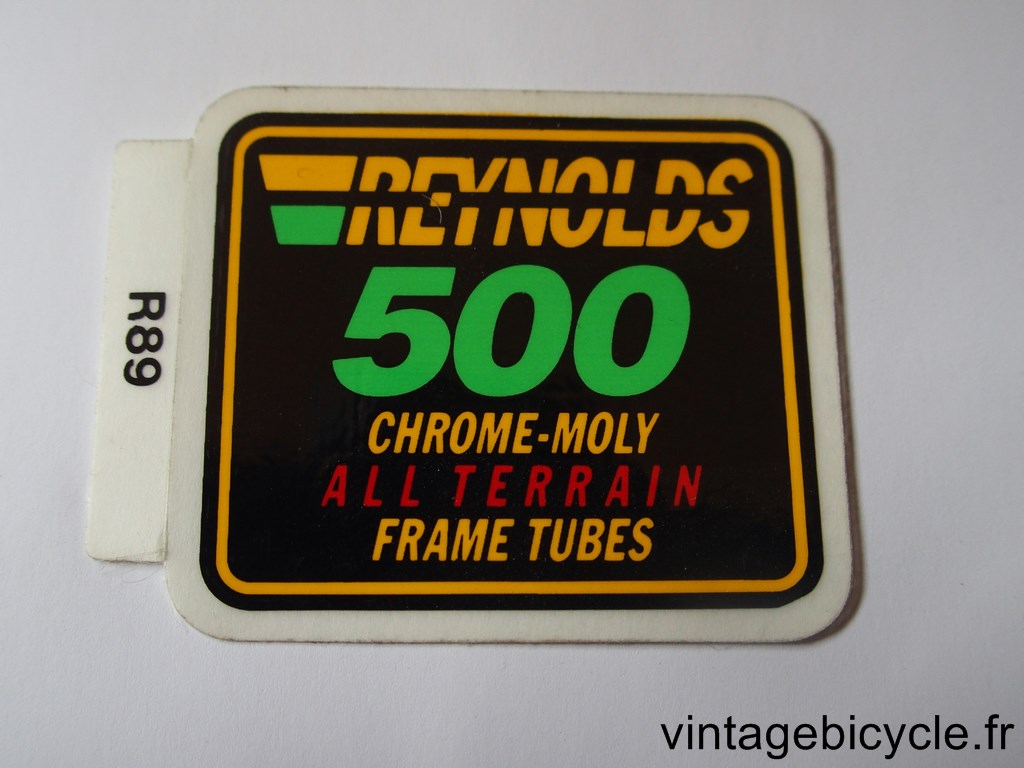 REYNOLDS
500
CHROME-MOLY
ALL TERRAIN
FRAME TUBES
R89
vintagebicycle.fr